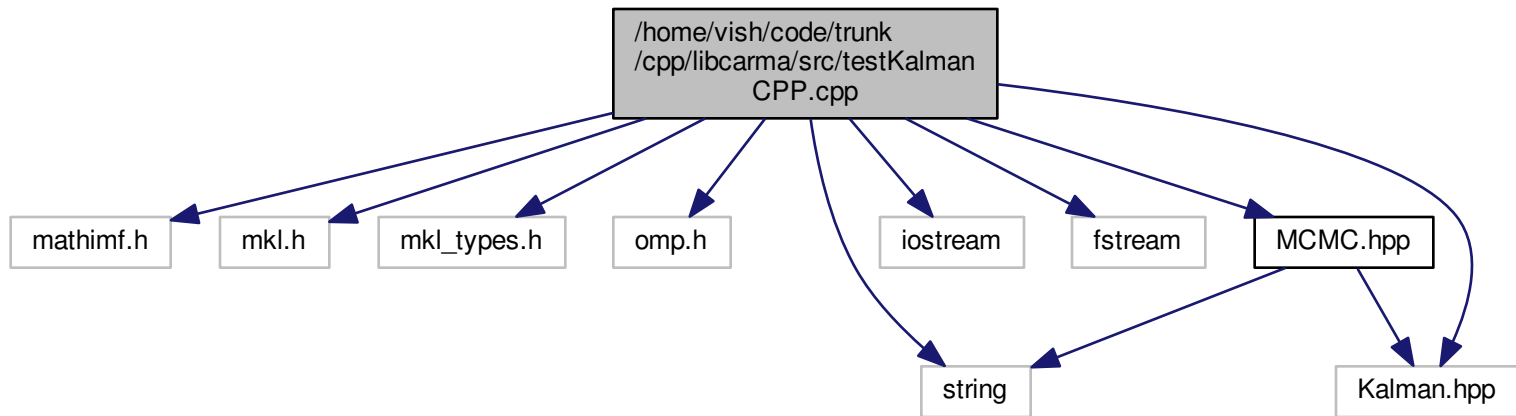 /home/vish/code/trunk
/cpp/libcarma/src/testKalman
CPP.cpp
mathimf.h
mkl.h
mkl_types.h
omp.h
iostream
fstream
MCMC.hpp
string
Kalman.hpp